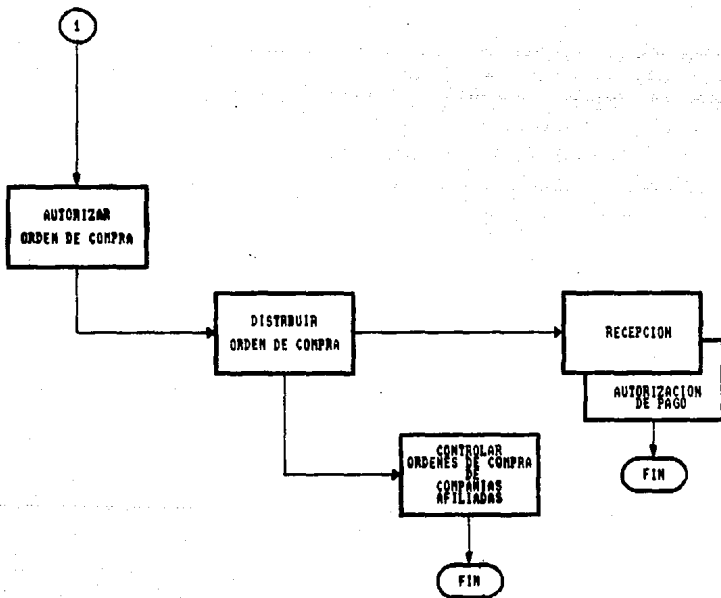 1
AUTORIZAR
ORDEN DE COMPRA
DISTRBUIR
ORDEN DE COMPRA
RECEPCION
AUTORIZACION
DE PAGO
FIN
CONTROLAR
ORDENES DE COMPRA
DE
COMPAÑIAS
AFILIADAS
FIN